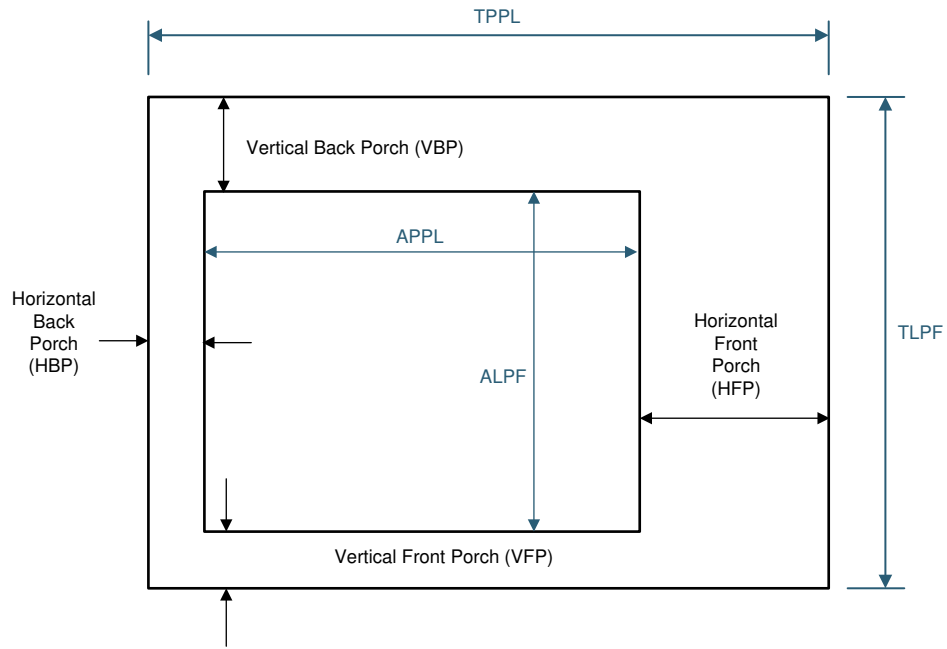 TPPL
Vertical Back Porch (VBP)
APPL
Horizontal
Back
Porch
(HBP)
Horizontal
Front
Porch
(HFP)
TLPF
ALPF
Vertical Front Porch (VFP)